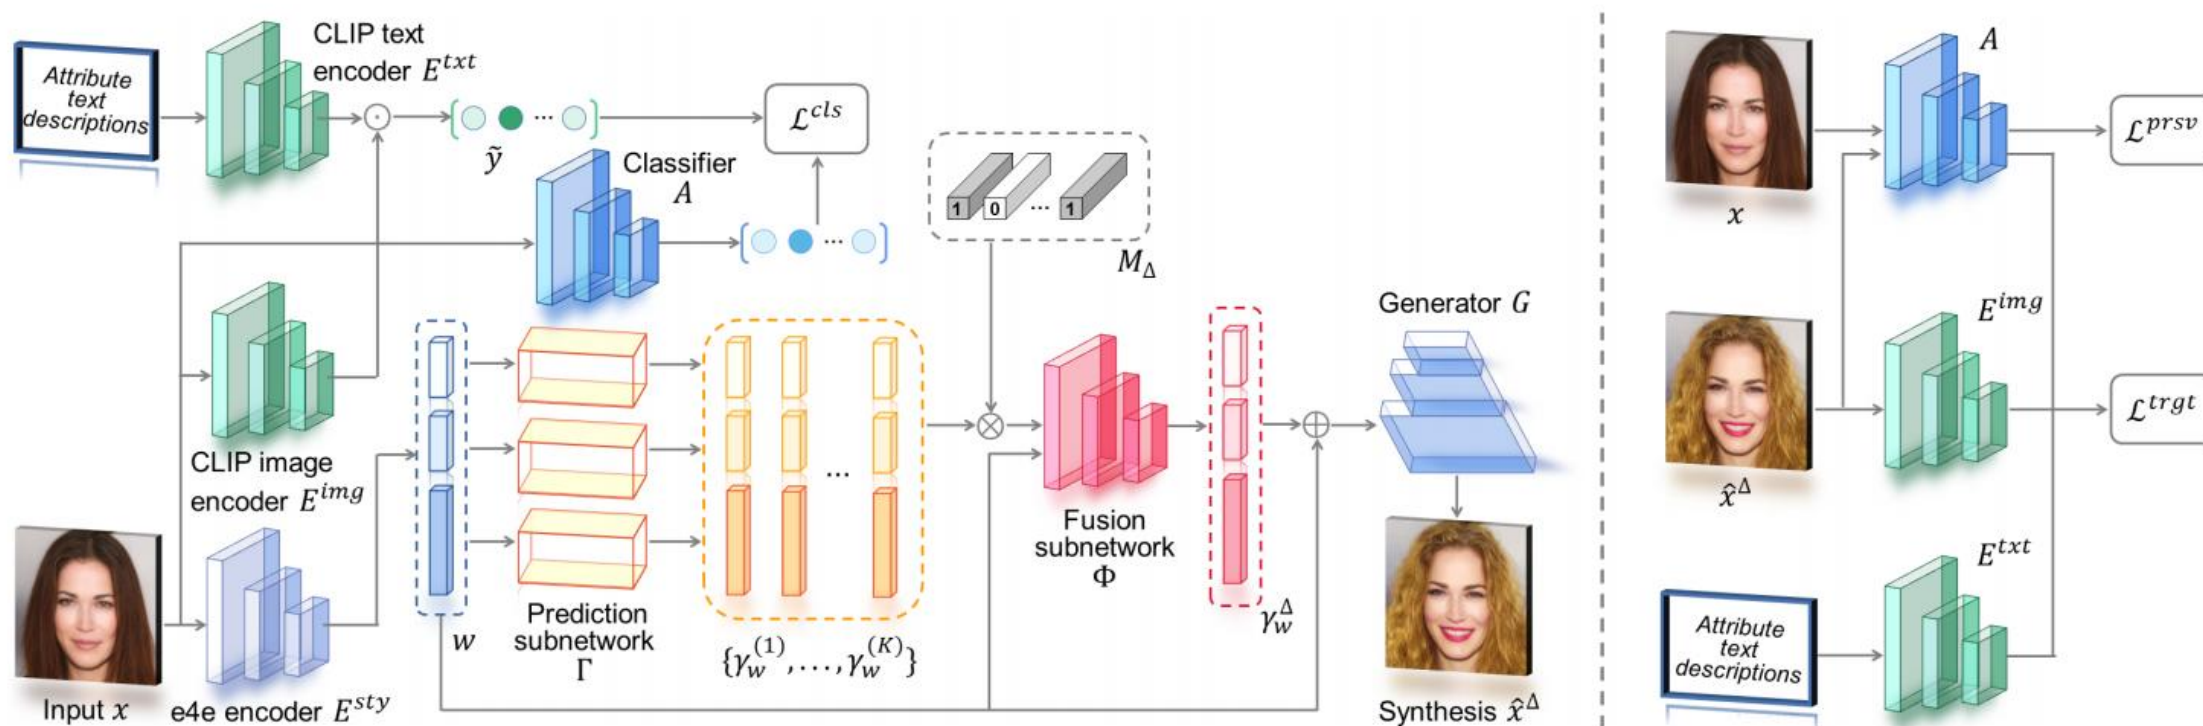 Attribute
text
descriptions
CLIP text
encoder E^{txt}
ỹ
ℒ^{cls}
Classifier
A
1 0 ... 1
M_Δ
CLIP image
encoder E^{img}
Input x
e4e encoder E^{sty}
w
Prediction
subnetwork
Γ
...
{γ_w^{(1)}, . . . , γ_w^{(K)}}
Fusion
subnetwork
Φ
γ_w^Δ
Generator G
Synthesis x̂^Δ
x
A
ℒ^{prsv}
x̂^Δ
E^{img}
ℒ^{trgt}
Attribute
text
descriptions
E^{txt}